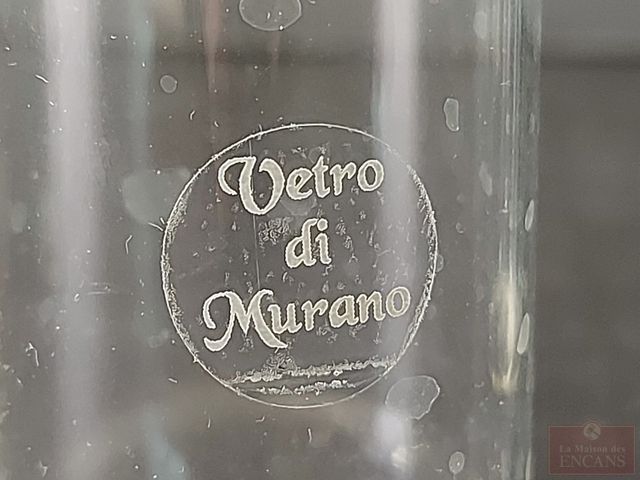 Vetro
di
Murano
La Maison des
ENCANS